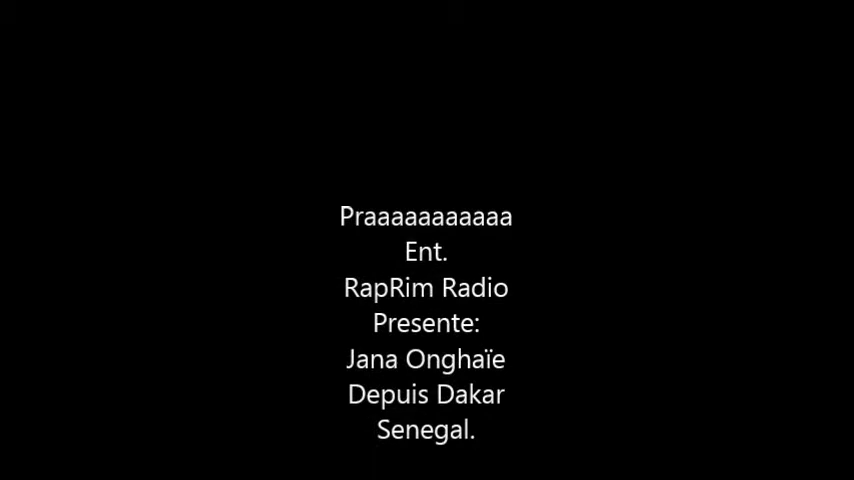 Praaaaaaaaaaa
Ent.
RapRim Radio
Presente:
Jana Onghaïe
Depuis Dakar
Senegal.